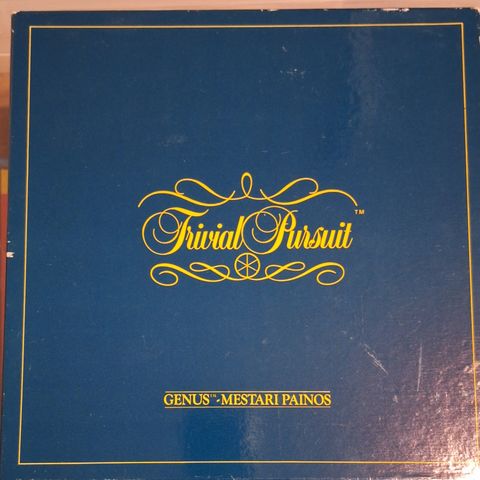 Trivial Pursuit™
GENUS™-MESTARI PAINOS